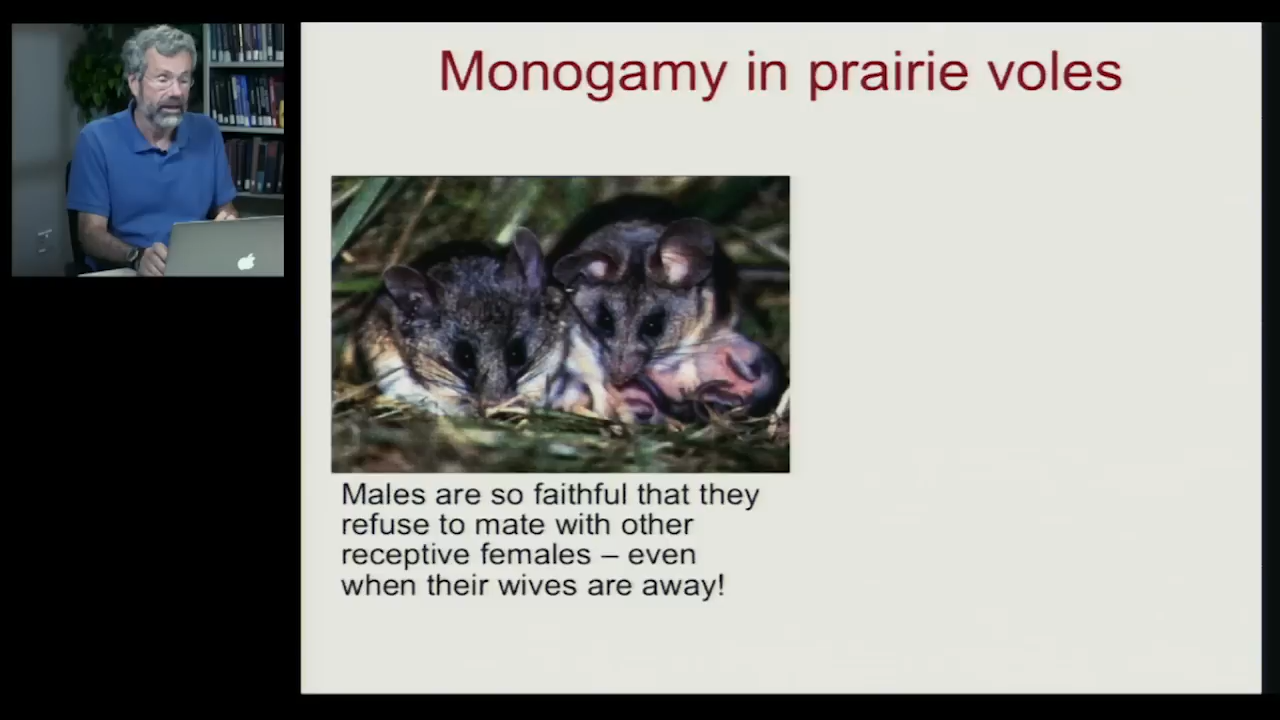 Monogamy in prairie voles
Males are so faithful that they
refuse to mate with other
receptive females – even
when their wives are away!